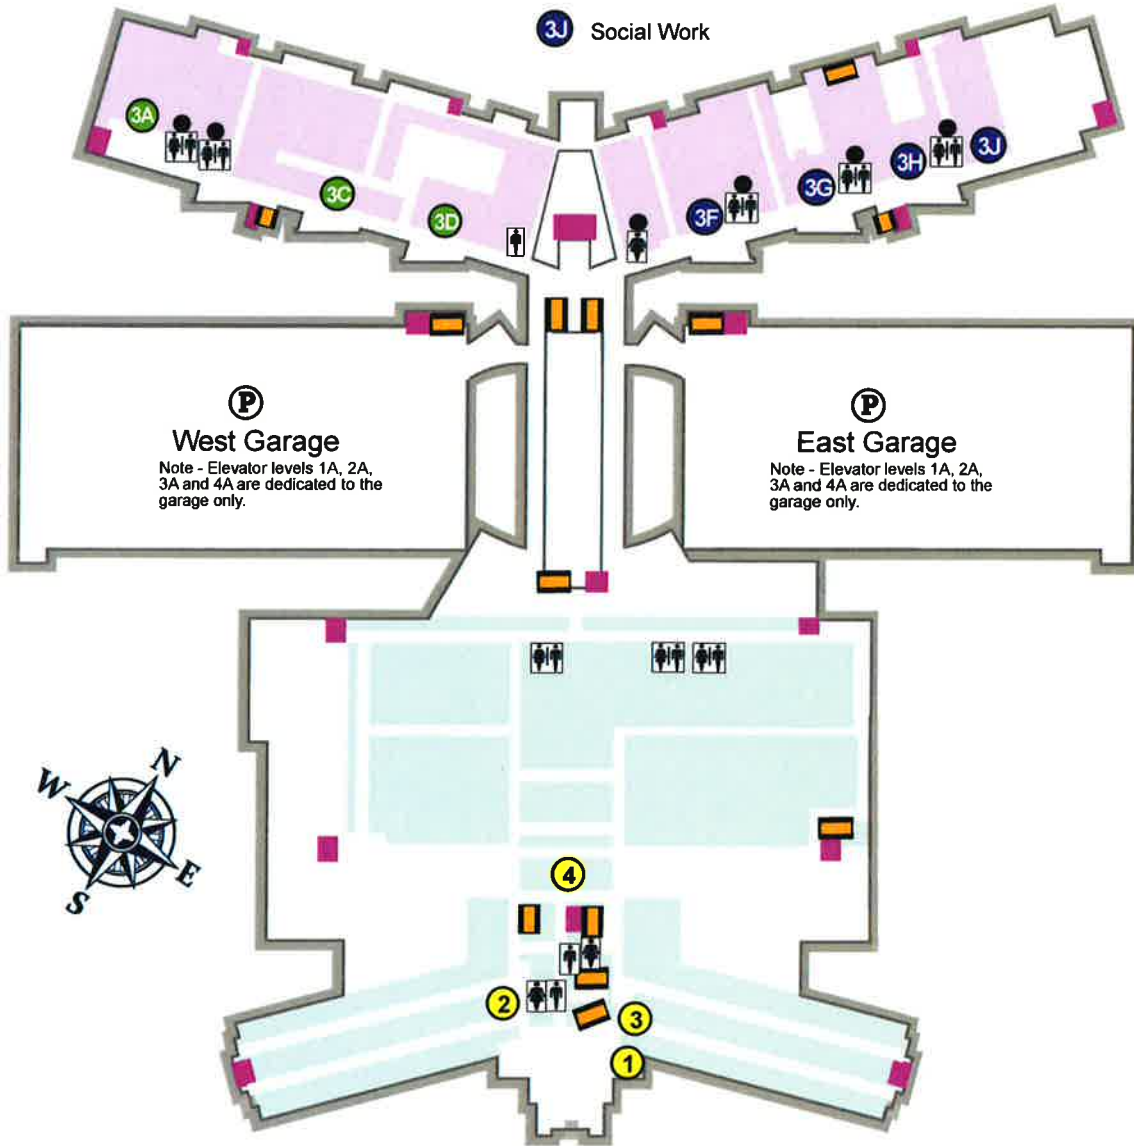 3J Social Work
3A
3C
3D
3F
3G
3H
3J
P
West Garage
Note - Elevator levels 1A, 2A,
3A and 4A are dedicated to the
garage only.
P
East Garage
Note - Elevator levels 1A, 2A,
3A and 4A are dedicated to the
garage only.
N
W
E
S
4
2
3
1